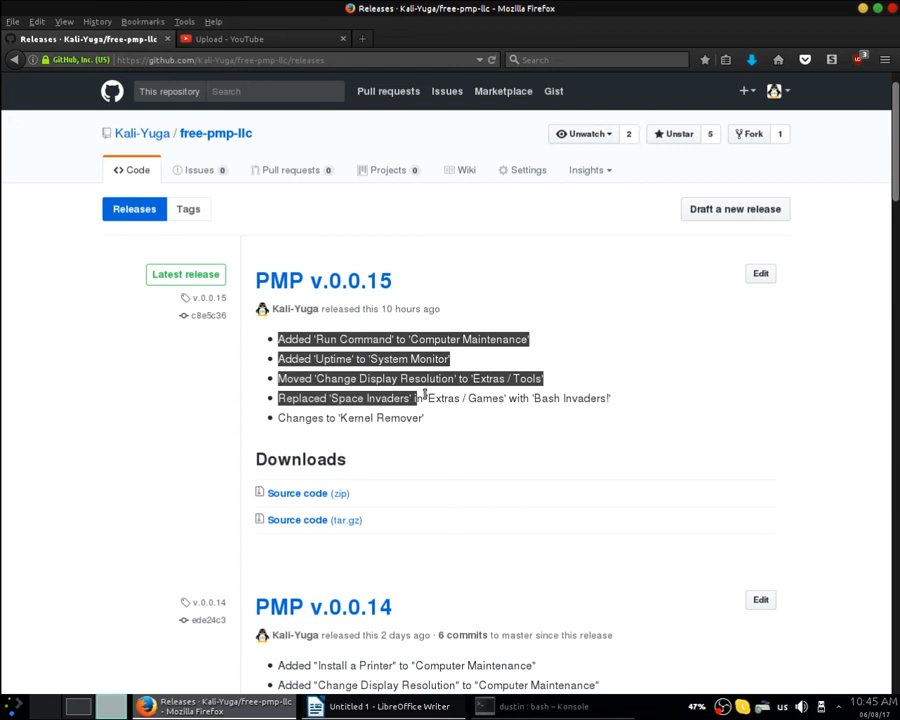 Releases · Kali-Yuga/free-pmp-llc - Mozilla Firefox
File Edit View History Bookmarks Tools Help
Releases · Kali-Yuga/free-pmp-llc × Upload - YouTube ×
GitHub, Inc. (US) https://github.com/Kali-Yuga/free-pmp-llc/releases Search 3
This repository Search Pull requests Issues Marketplace Gist
Kali-Yuga / free-pmp-llc Unwatch 2 Unstar 5 Fork 1
Code Issues 0 Pull requests 0 Projects 0 Wiki Settings Insights
Releases Tags Draft a new release
Latest release
v.0.0.15
c8e5c36
PMP v.0.0.15 Edit
Kali-Yuga released this 10 hours ago
• Added 'Run Command' to 'Computer Maintenance'
• Added 'Uptime' to 'System Monitor'
• Moved 'Change Display Resolution' to 'Extras / Tools'
• Replaced 'Space Invaders' in 'Extras / Games' with 'Bash Invaders!'
• Changes to 'Kernel Remover'
Downloads
Source code (zip)
Source code (tar.gz)
v.0.0.14
ede24c3
PMP v.0.0.14 Edit
Kali-Yuga released this 2 days ago · 6 commits to master since this release
• Added "Install a Printer" to "Computer Maintenance"
• Added "Change Display Resolution" to "Computer Maintenance"
Releases · Kali-Yuga/free-pmp-llc - Mozilla Firefox
Untitled 1 - LibreOffice Writer
dustin : bash – Konsole
47% us 10:45 AM
06/08/17